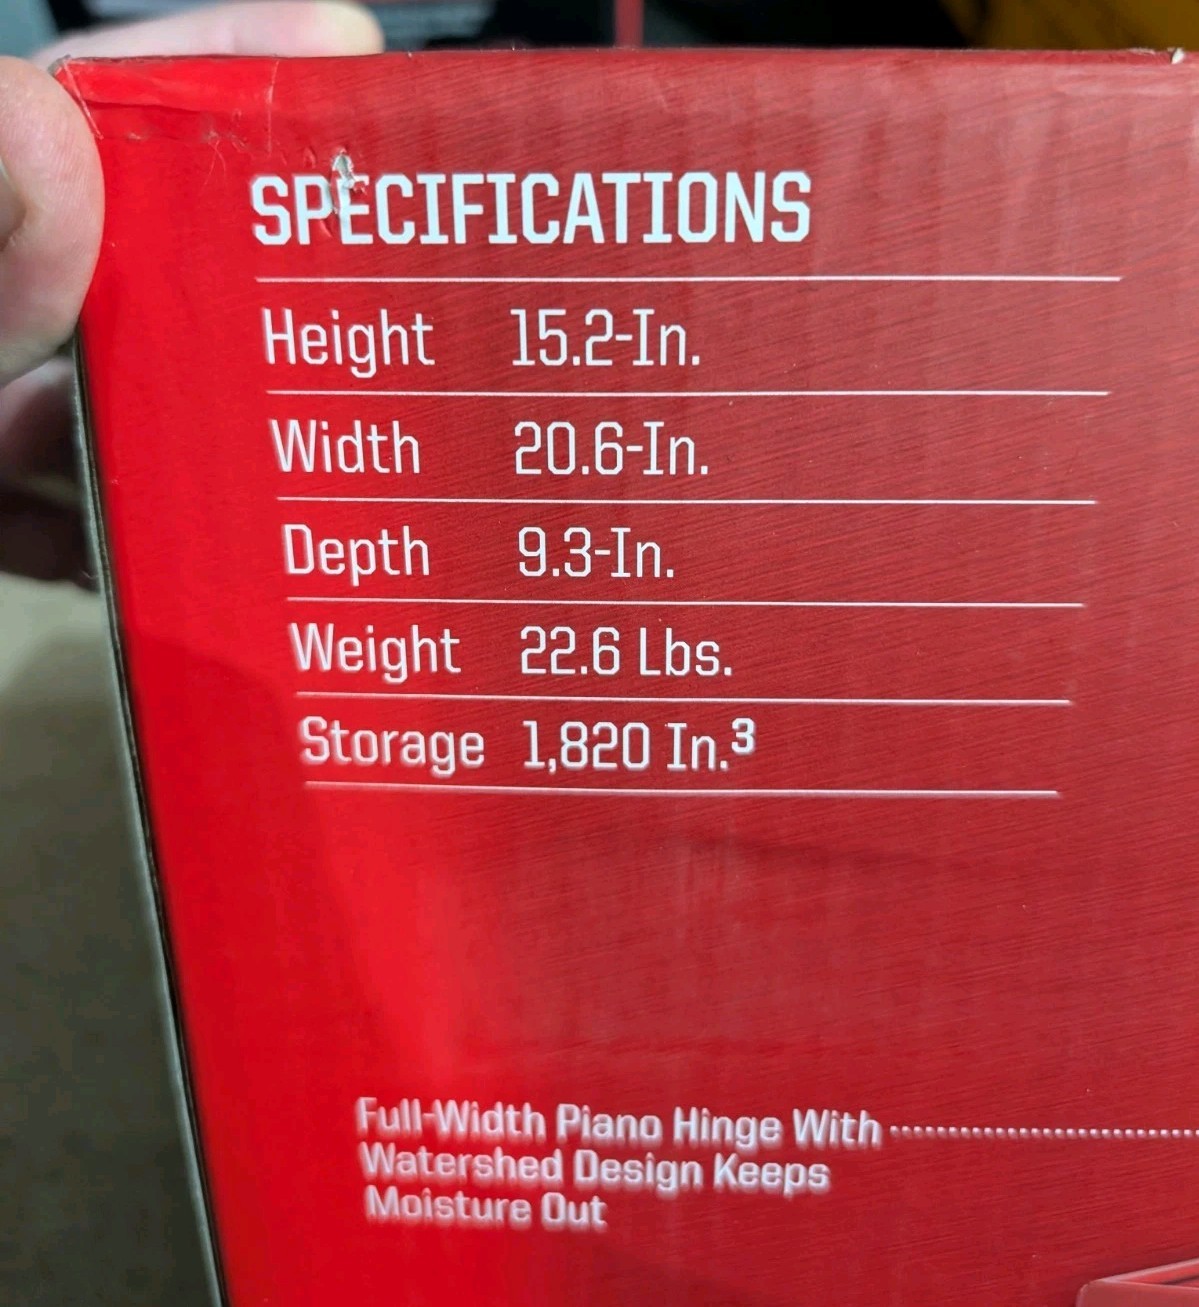 SPECIFICATIONS
Height 15.2-In.
Width 20.6-In.
Depth 9.3-In.
Weight 22.6 Lbs.
Storage 1,820 In.³
Full-Width Piano Hinge With
Watershed Design Keeps
Moisture Out